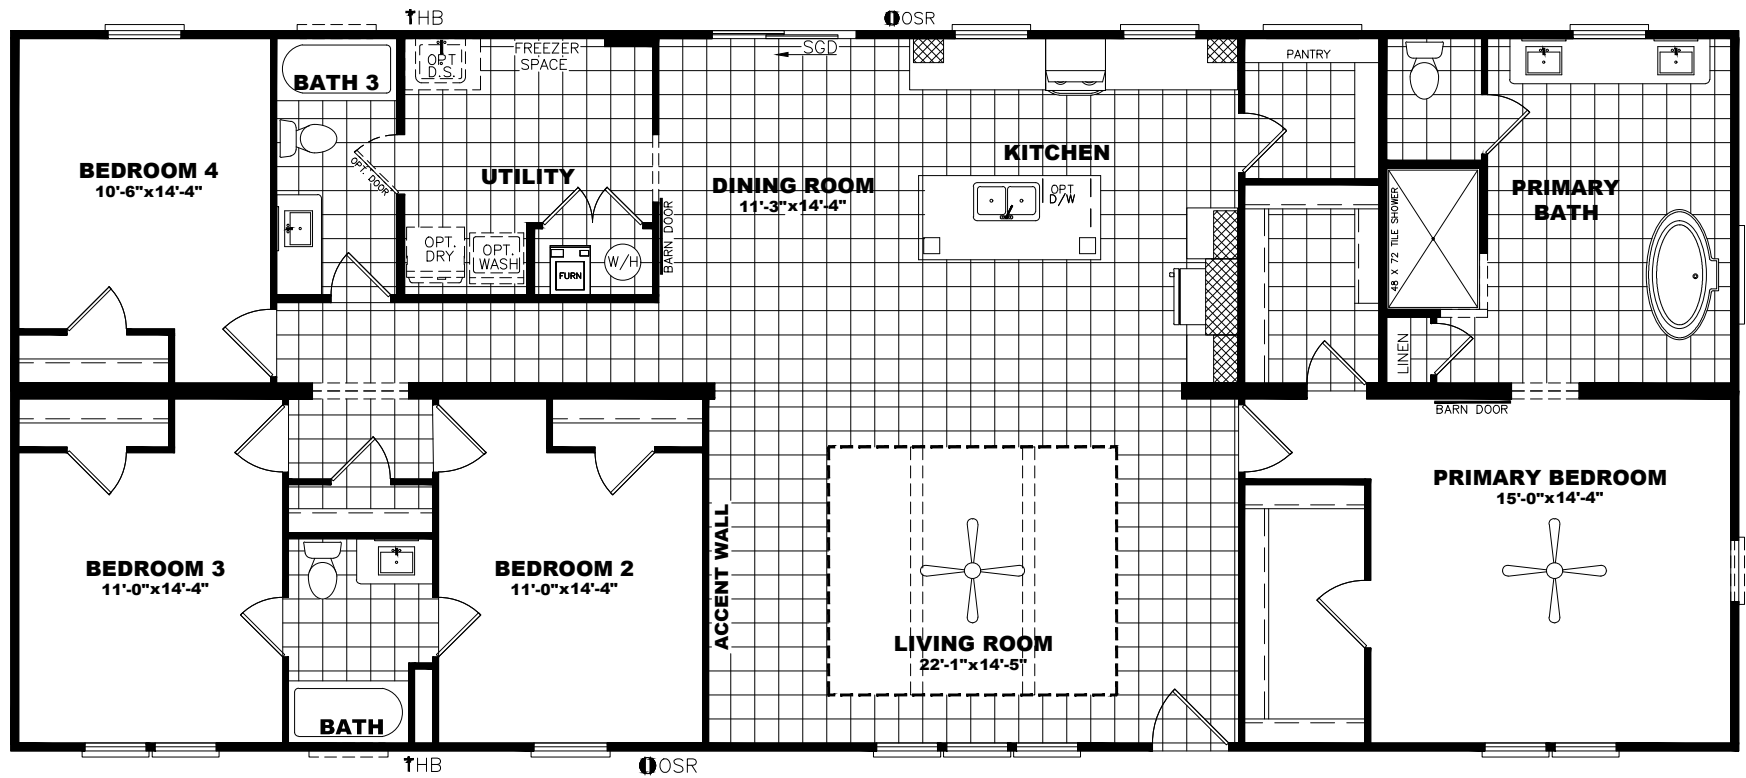 HB
OSR
FREEZER
SPACE
SGD
PANTRY
OPT
D.S.
BATH 3
KITCHEN
BEDROOM 4
10'-6"x14'-4"
OPT. DOOR
UTILITY
DINING ROOM
11'-3"x14'-4"
OPT
D/W
PRIMARY
BATH
48 X 72 TILE SHOWER
BARN DOOR
OPT.
DRY
OPT.
WASH
FURN
W/H
LINEN
BARN DOOR
PRIMARY BEDROOM
15'-0"x14'-4"
BEDROOM 3
11'-0"x14'-4"
BEDROOM 2
11'-0"x14'-4"
ACCENT WALL
LIVING ROOM
22'-1"x14'-5"
BATH
HB
OSR